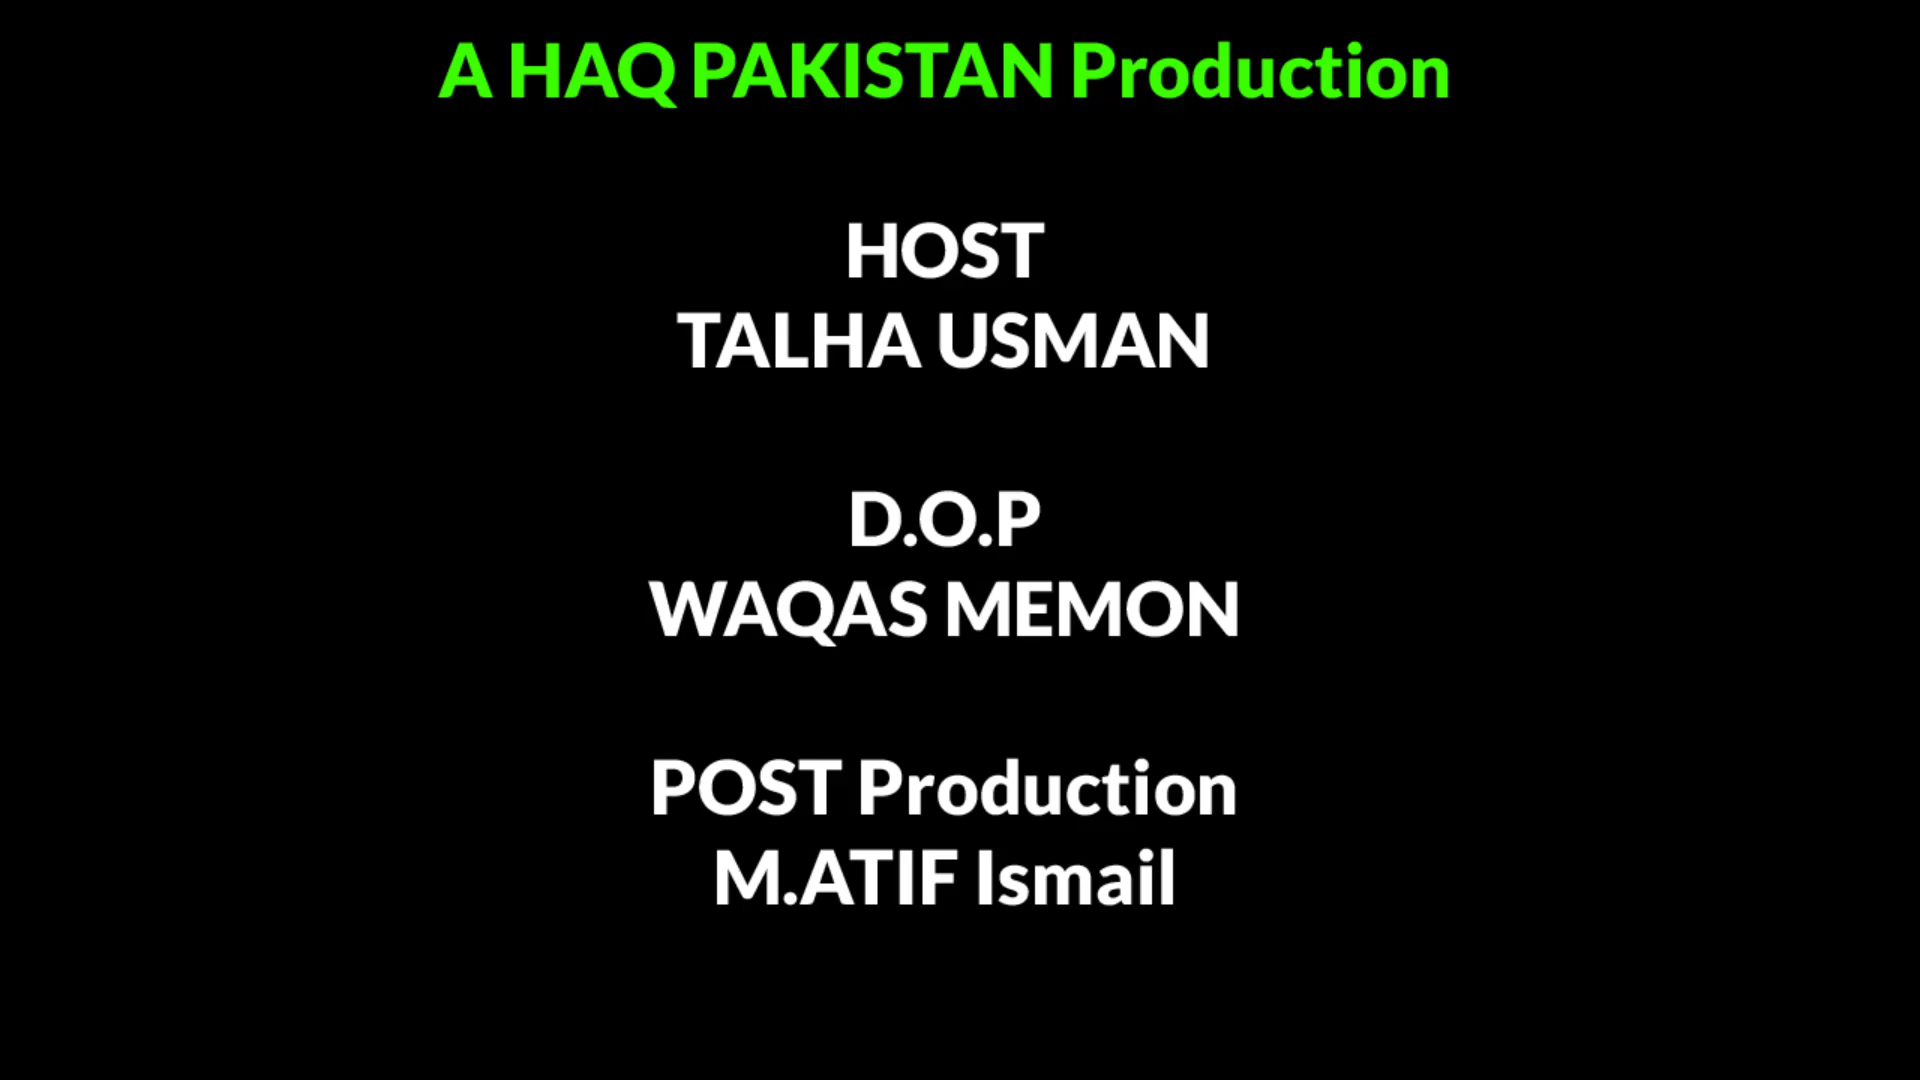 A HAQ PAKISTAN Production
HOST
TALHA USMAN
D.O.P
WAQAS MEMON
POST Production
M.ATIF Ismail